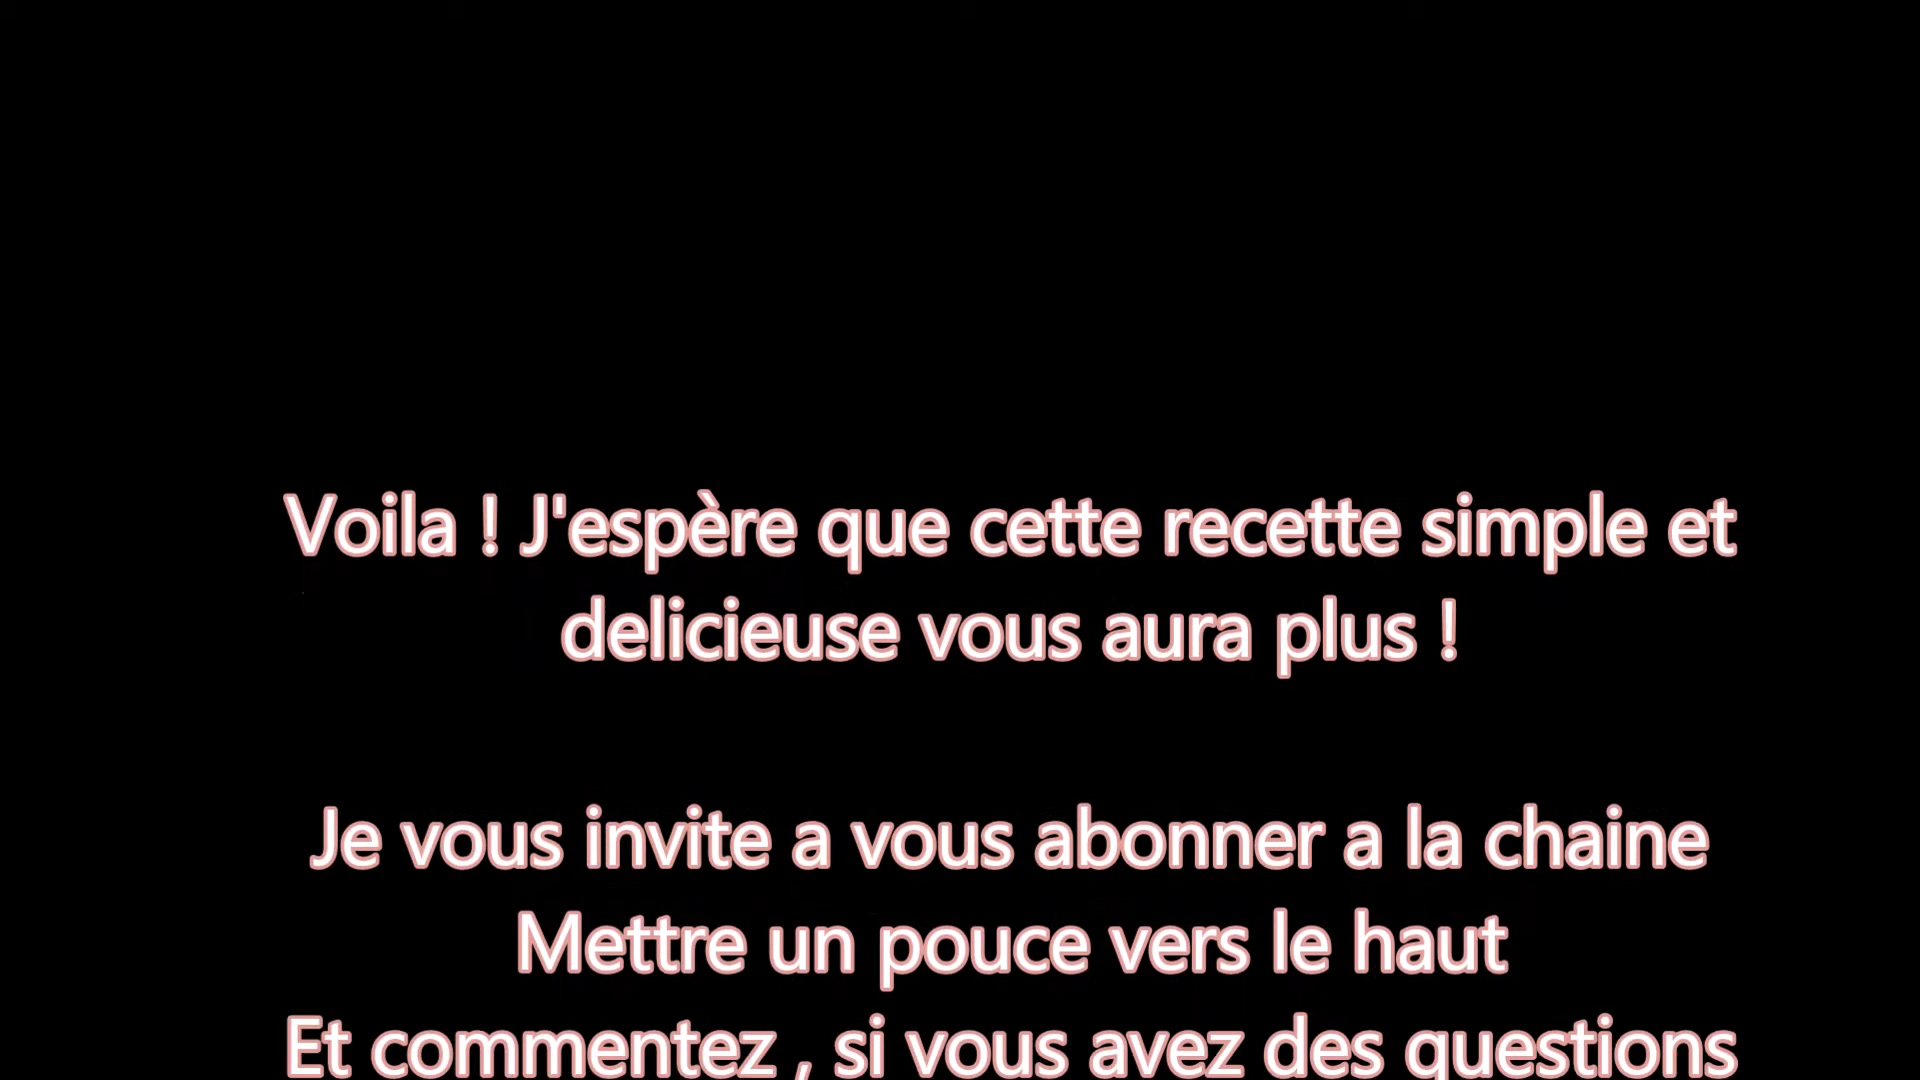 Voila ! J'espère que cette recette simple et
delicieuse vous aura plus !
Je vous invite a vous abonner a la chaine
Mettre un pouce vers le haut
Et commentez , si vous avez des questions